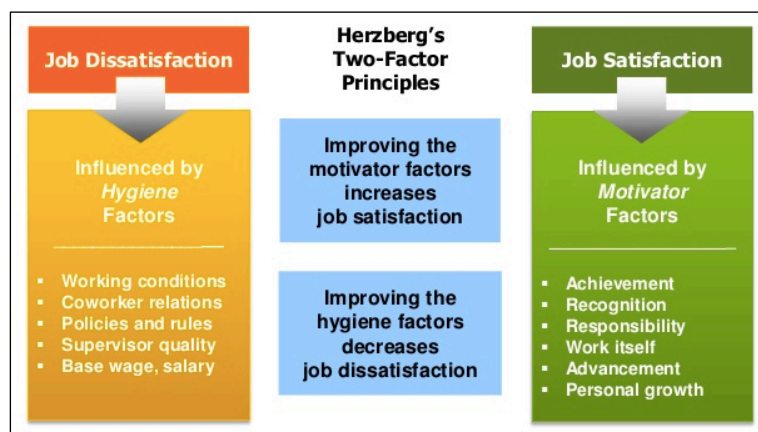 Job Dissatisfaction
Influenced by
Hygiene
Factors
▪ Working conditions
▪ Coworker relations
▪ Policies and rules
▪ Supervisor quality
▪ Base wage, salary
Herzberg's
Two-Factor
Principles
Improving the
motivator factors
increases
job satisfaction
Improving the
hygiene factors
decreases
job dissatisfaction
Job Satisfaction
Influenced by
Motivator
Factors
▪ Achievement
▪ Recognition
▪ Responsibility
▪ Work itself
▪ Advancement
▪ Personal growth